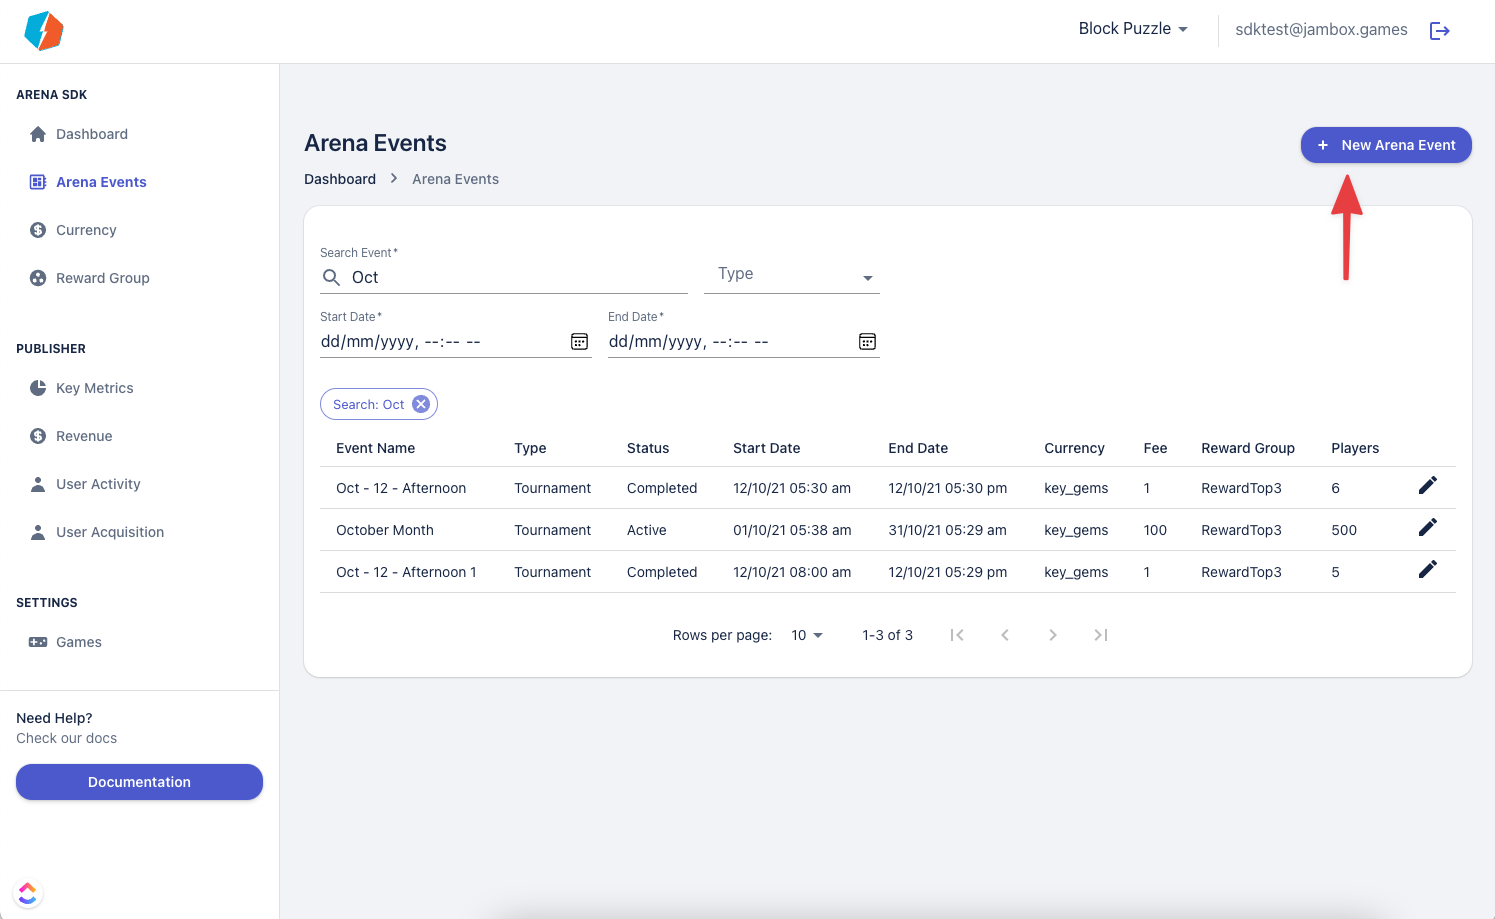 Block Puzzle
sdktest@jambox.games
ARENA SDK
Dashboard
Arena Events
Currency
Reward Group
PUBLISHER
Key Metrics
Revenue
User Activity
User Acquisition
SETTINGS
Games
Need Help?
Check our docs
Documentation
Arena Events
+ New Arena Event
Dashboard > Arena Events
Search Event*
Oct
Type
Start Date*
End Date*
dd/mm/yyyy, --:-- --
dd/mm/yyyy, --:-- --
Search: Oct
Event Name Type Status Start Date End Date Currency Fee Reward Group Players
Oct - 12 - Afternoon Tournament Completed 12/10/21 05:30 am 12/10/21 05:30 pm key_gems 1 RewardTop3 6
October Month Tournament Active 01/10/21 05:38 am 31/10/21 05:29 am key_gems 100 RewardTop3 500
Oct - 12 - Afternoon 1 Tournament Completed 12/10/21 08:00 am 12/10/21 05:29 pm key_gems 1 RewardTop3 5
Rows per page: 10 1-3 of 3